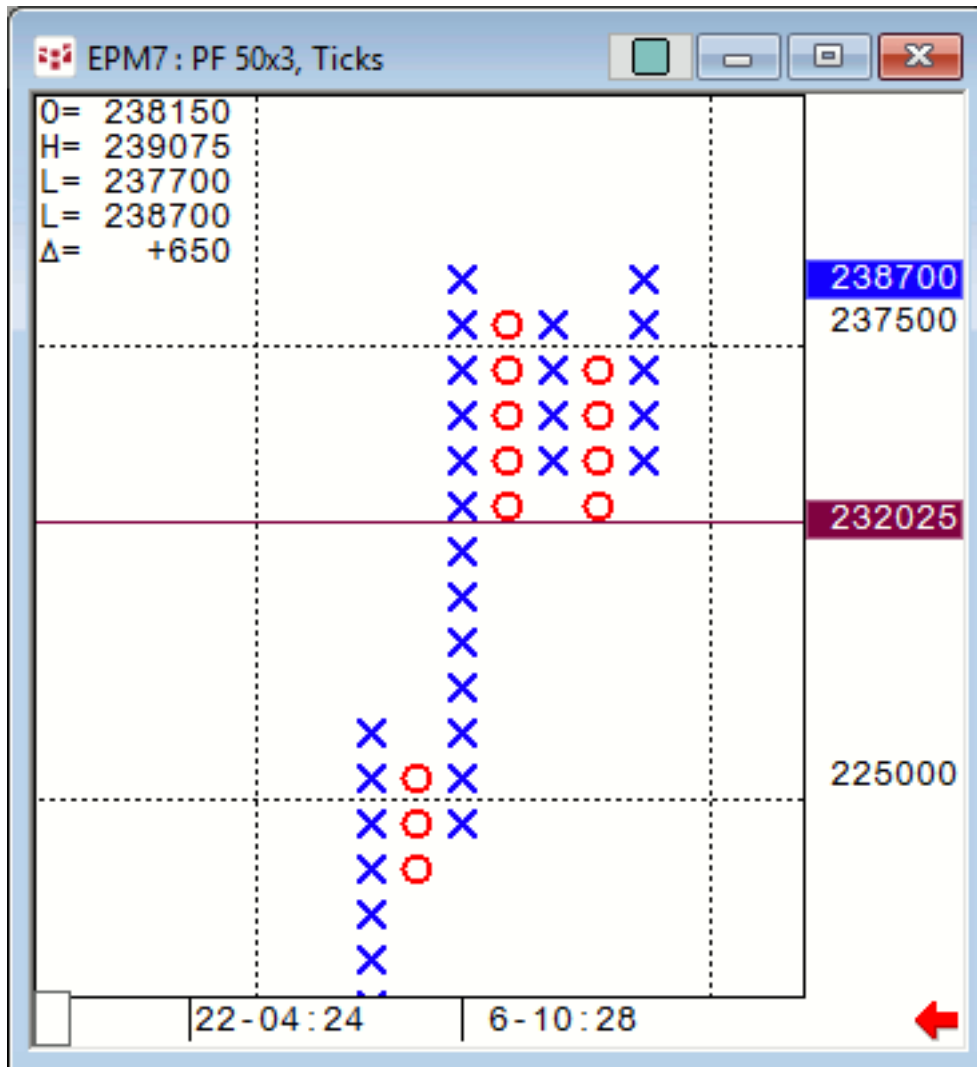 EPM7 : PF 50x3, Ticks
O= 238150
H= 239075
L= 237700
L= 238700
Δ= +650
238700
237500
232025
225000
22-04:24 6-10:28